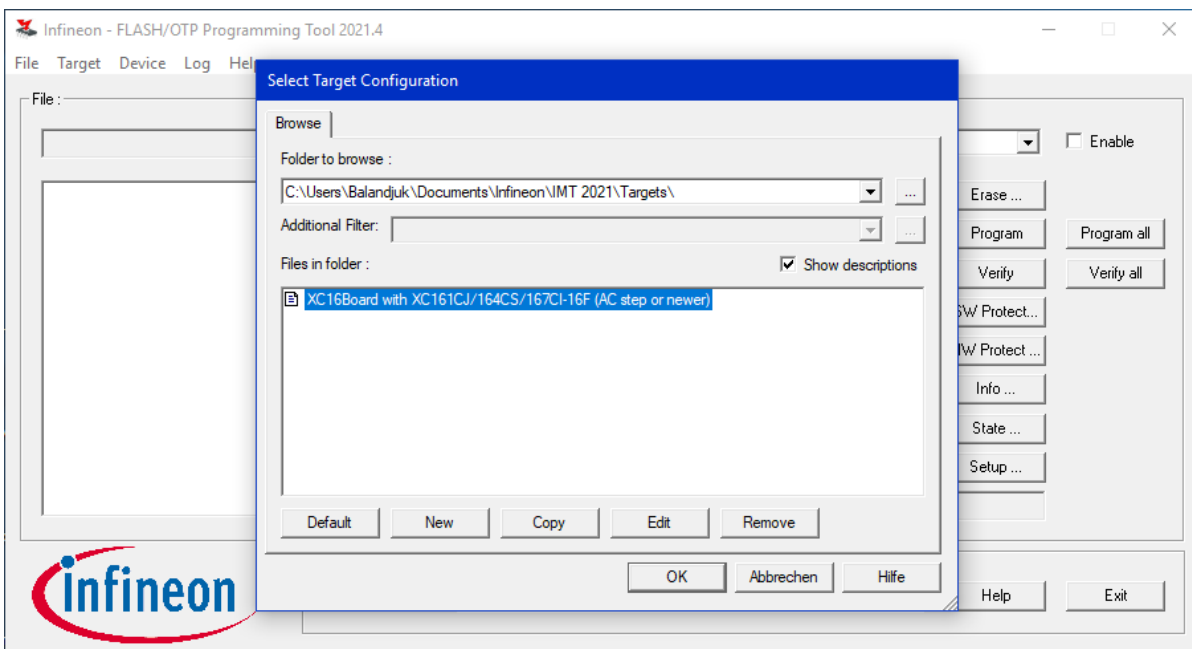 Infineon - FLASH/OTP Programming Tool 2021.4
File Target Device Log Hel
File :
Select Target Configuration
Browse
Folder to browse :
C:\Users\Balandjuk\Documents\Infineon\IMT 2021\Targets\
...
Additional Filter:
...
Files in folder :
Show descriptions
XC16Board with XC161CJ/164CS/167CI-16F (AC step or newer)
Default New Copy Edit Remove
OK Abbrechen Hilfe
Enable
Erase ...
Program Program all
Verify Verify all
SW Protect...
HW Protect ...
Info ...
State ...
Setup ...
infineon
Help Exit